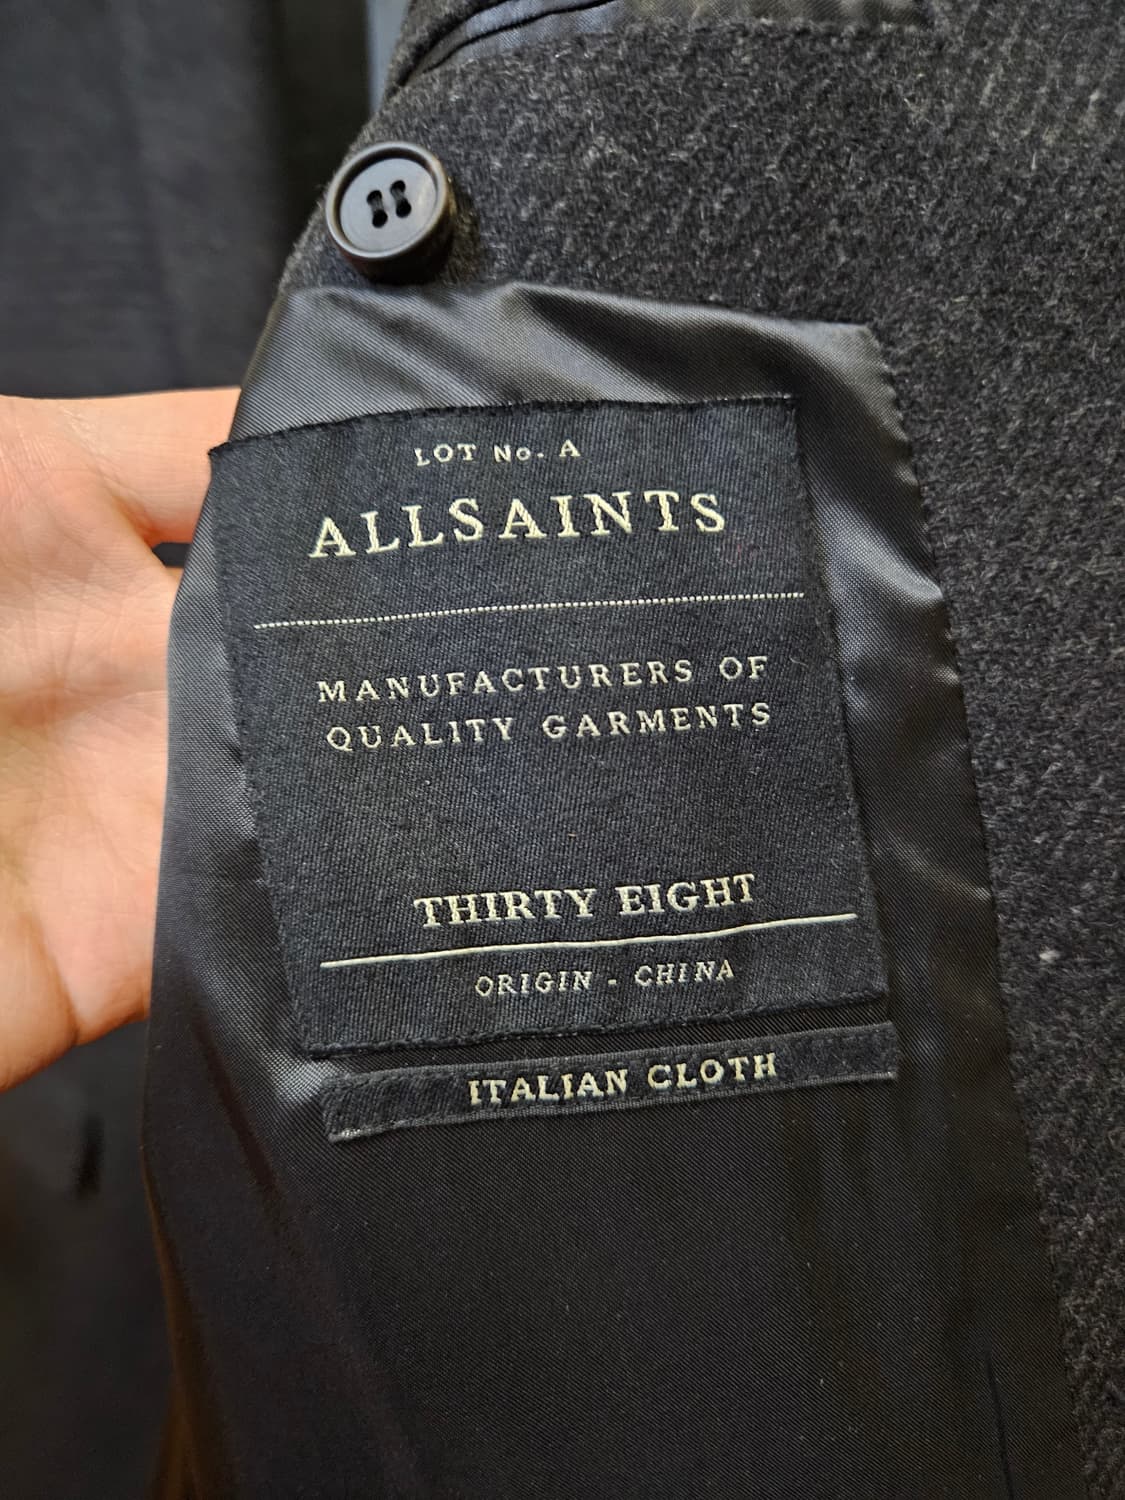 LOT No. A
ALLSAINTS
MANUFACTURERS OF
QUALITY GARMENTS
THIRTY EIGHT
ORIGIN - CHINA
ITALIAN CLOTH